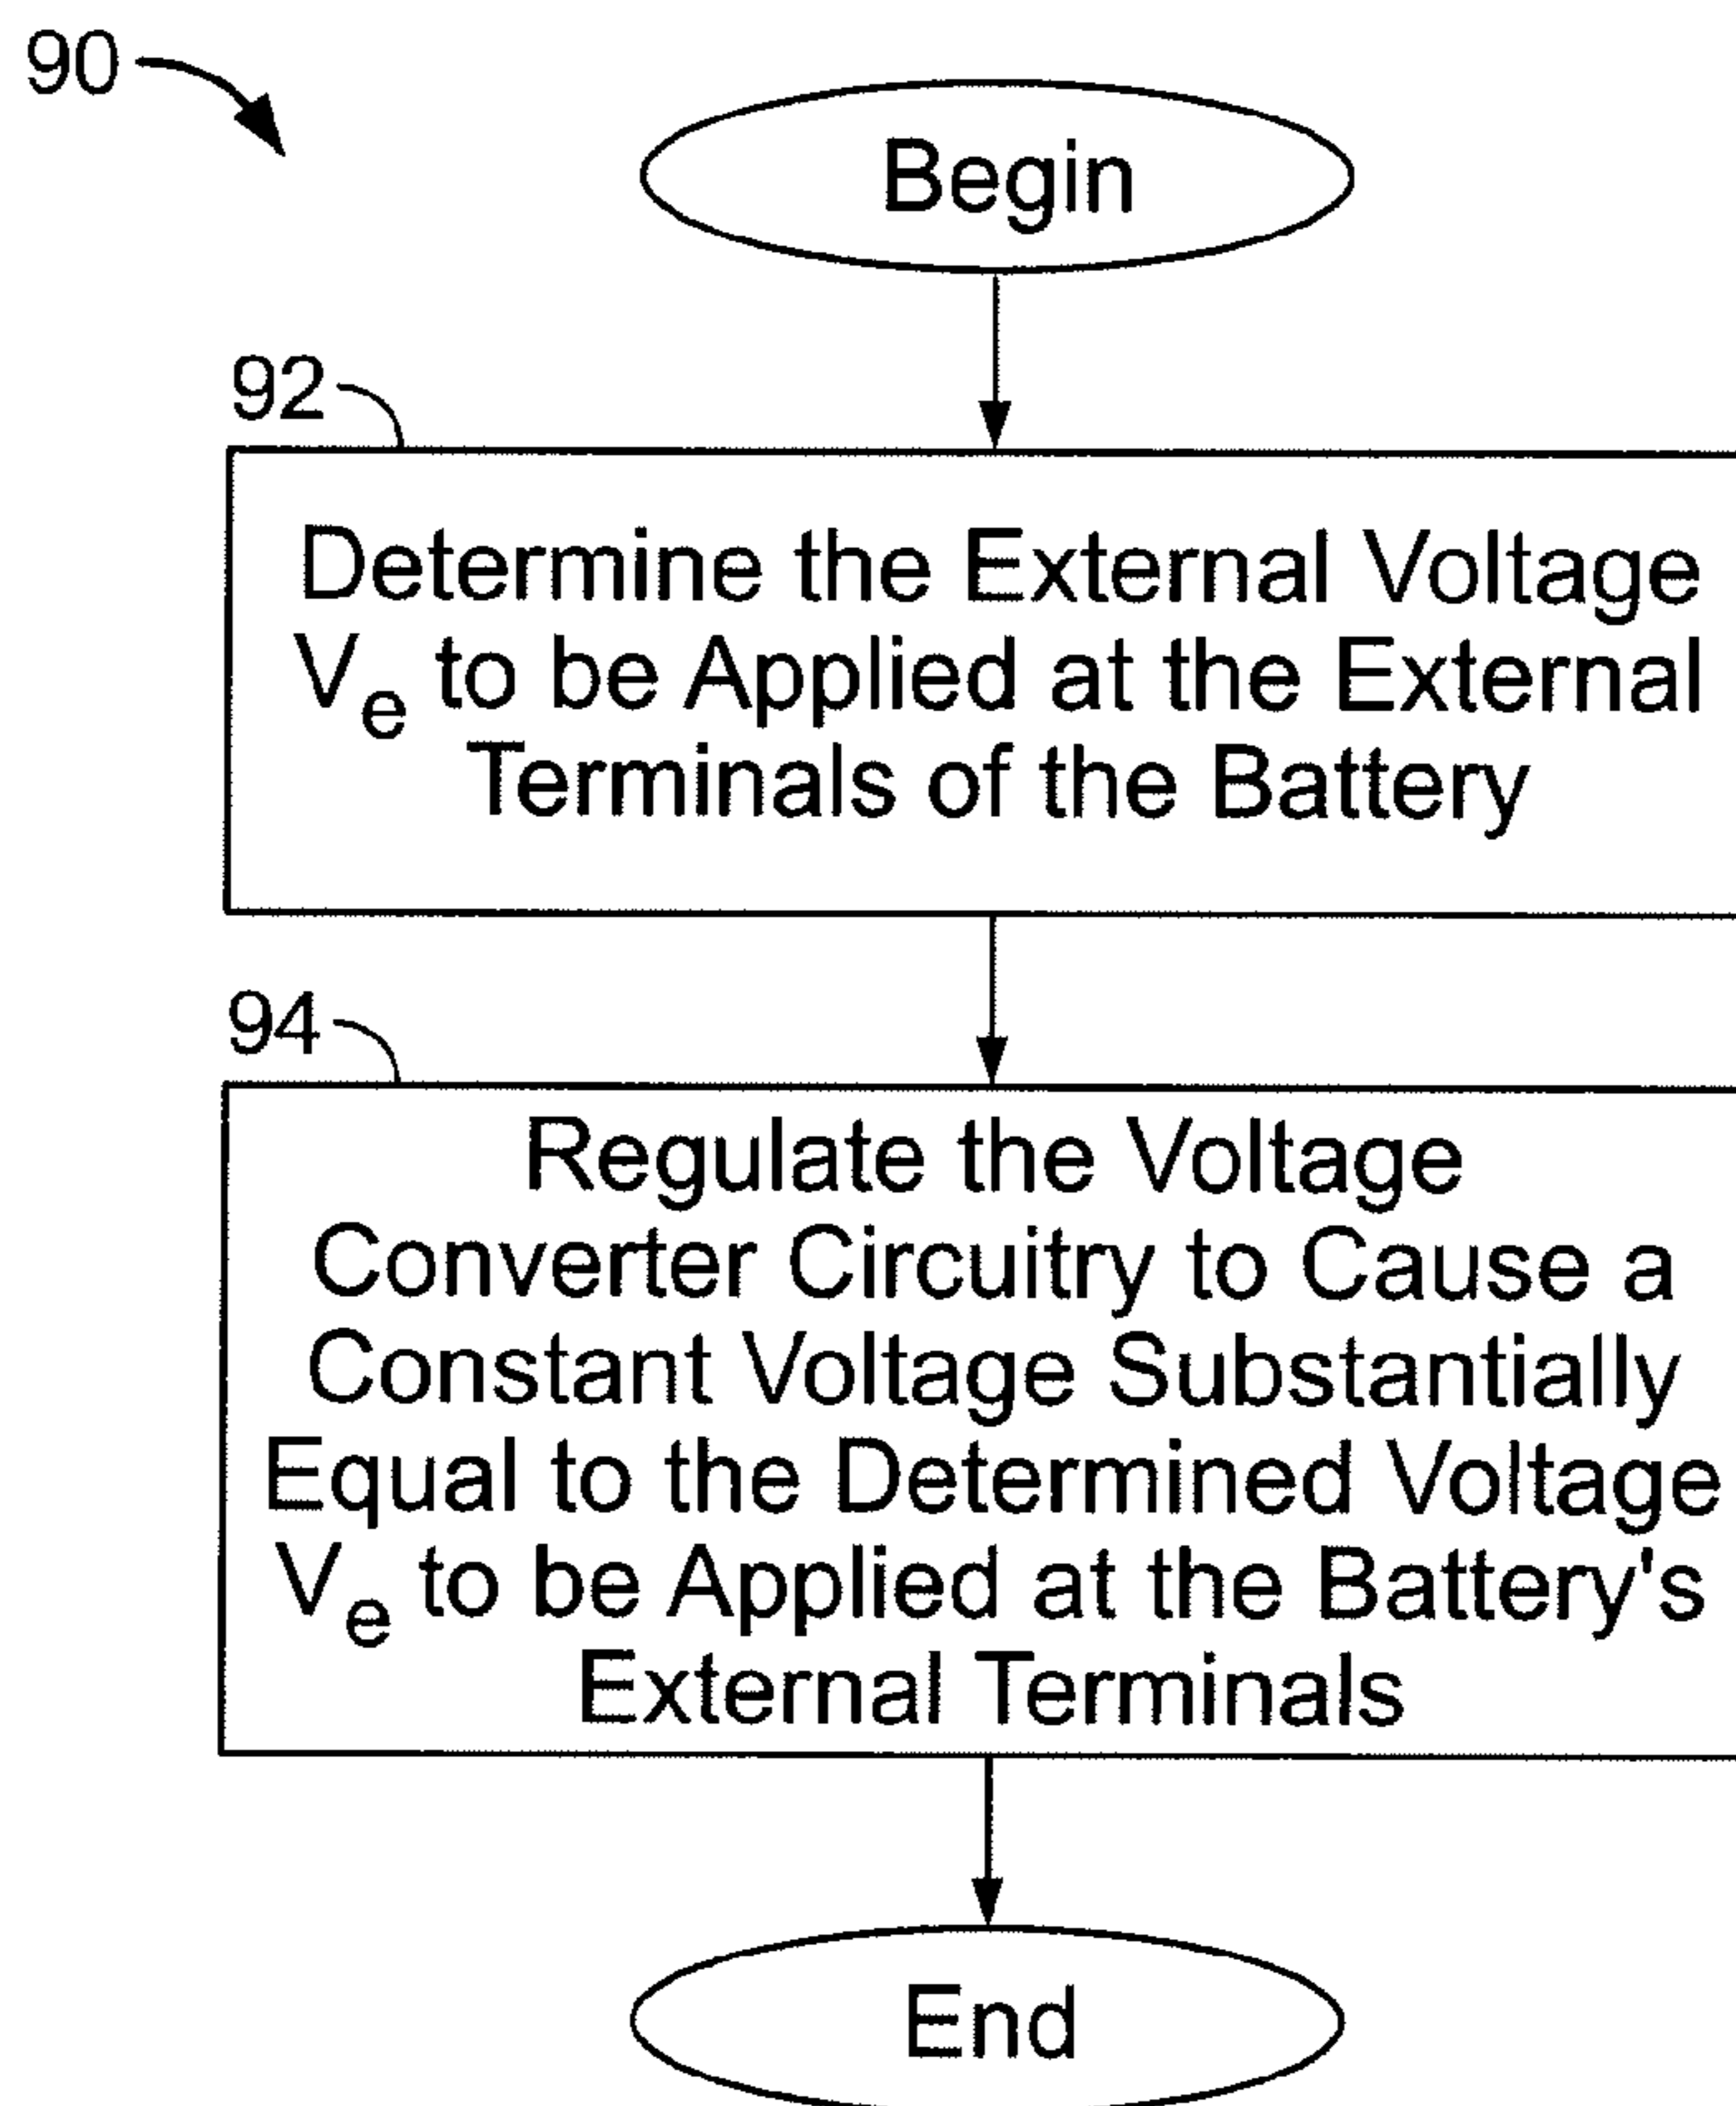 90
Begin
92
Determine the External Voltage
Ve to be Applied at the External
Terminals of the Battery
94
Regulate the Voltage
Converter Circuitry to Cause a
Constant Voltage Substantially
Equal to the Determined Voltage
Ve to be Applied at the Battery's
External Terminals
End